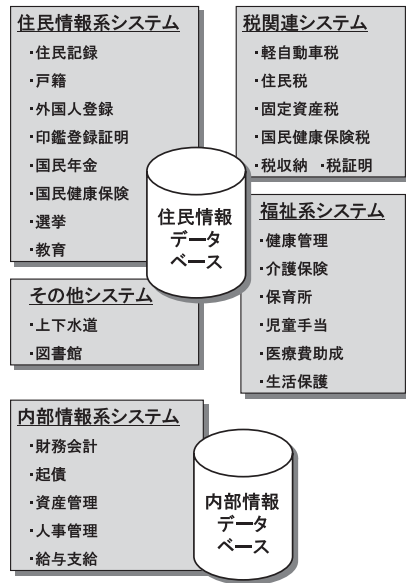 住民情報系システム
・住民記録
・戸籍
・外国人登録
・印鑑登録証明
・国民年金
・国民健康保険
・選挙
・教育
税関連システム
・軽自動車税
・住民税
・固定資産税
・国民健康保険税
・税収納 ・税証明
住民情報
データ
ベース
福祉系システム
・健康管理
・介護保険
・保育所
・児童手当
・医療費助成
・生活保護
その他システム
・上下水道
・図書館
内部情報系システム
・財務会計
・起債
・資産管理
・人事管理
・給与支給
内部情報
データ
ベース